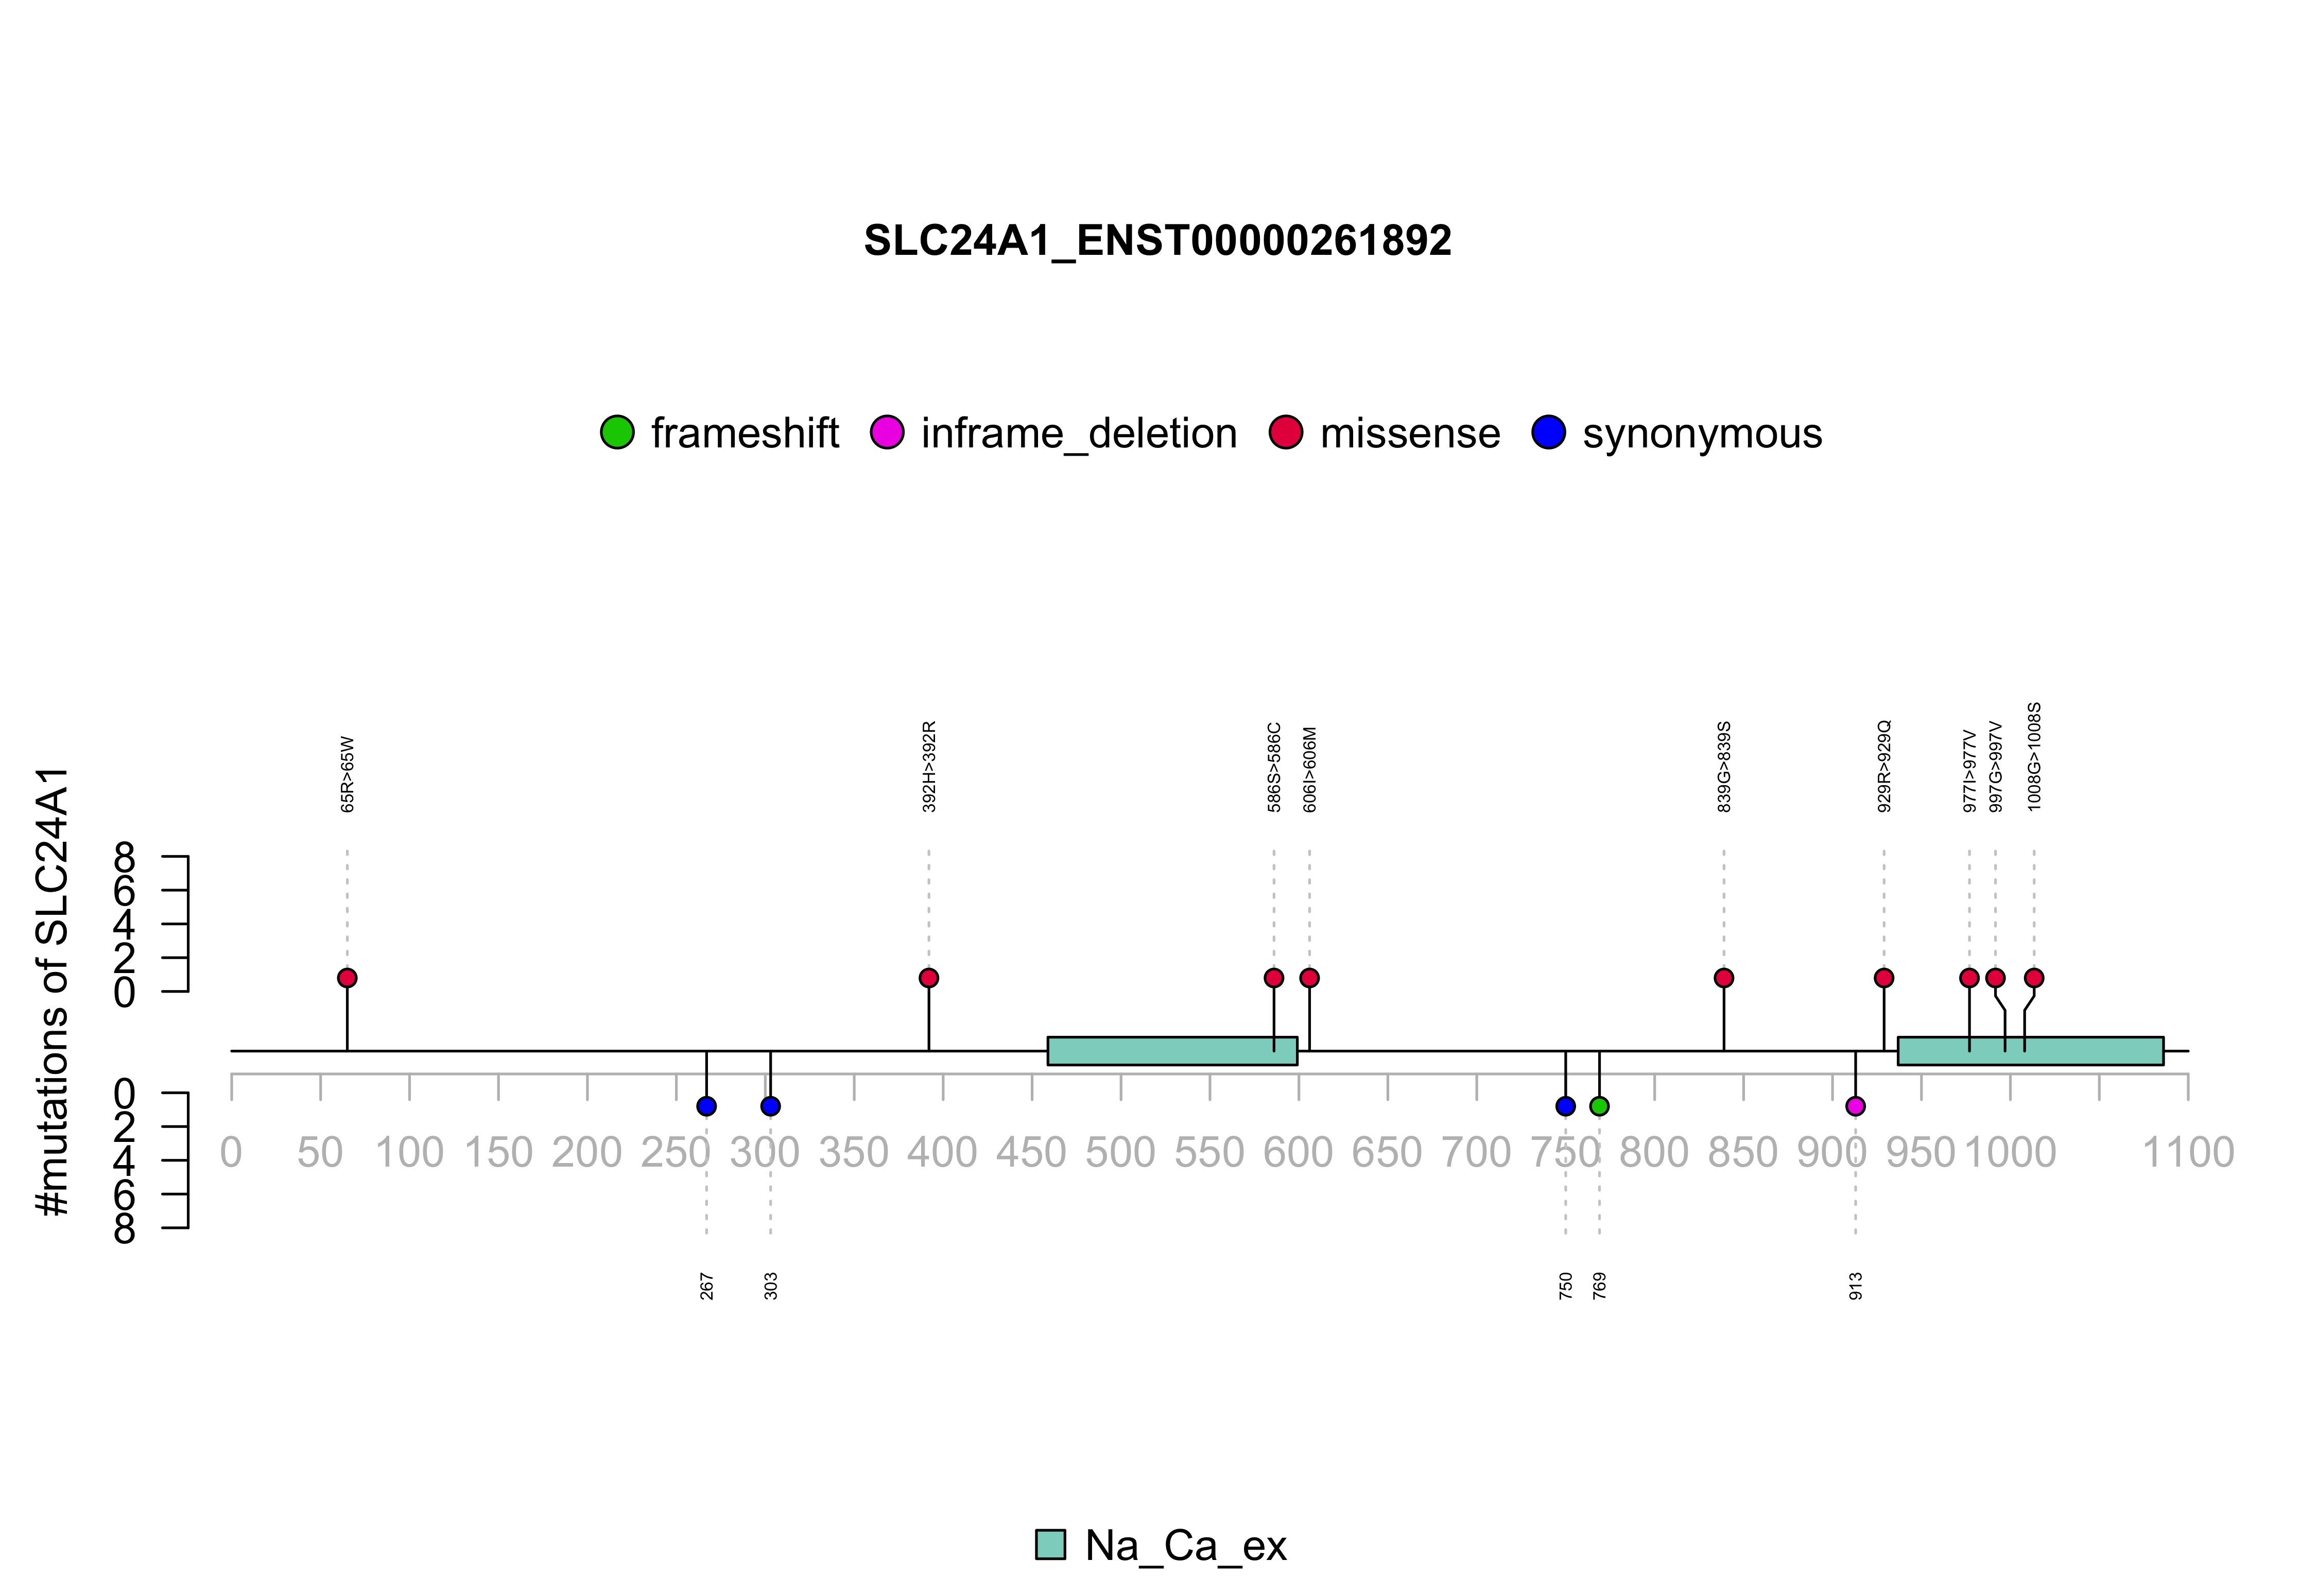 SLC24A1_ENST00000261892
frameshift inframe_deletion missense synonymous
65R>65W
392H>392R
586S>586C
606I>606M
839G>839S
929R>929Q
977I>977V
997G>997V
1008G>1008S
#mutations of SLC24A1
8
6
4
2
0
0
2
4
6
8
0 50 100 150 200 250 300 350 400 450 500 550 600 650 700 750 800 850 900 950 1000 1100
267
303
750
769
913
Na_Ca_ex